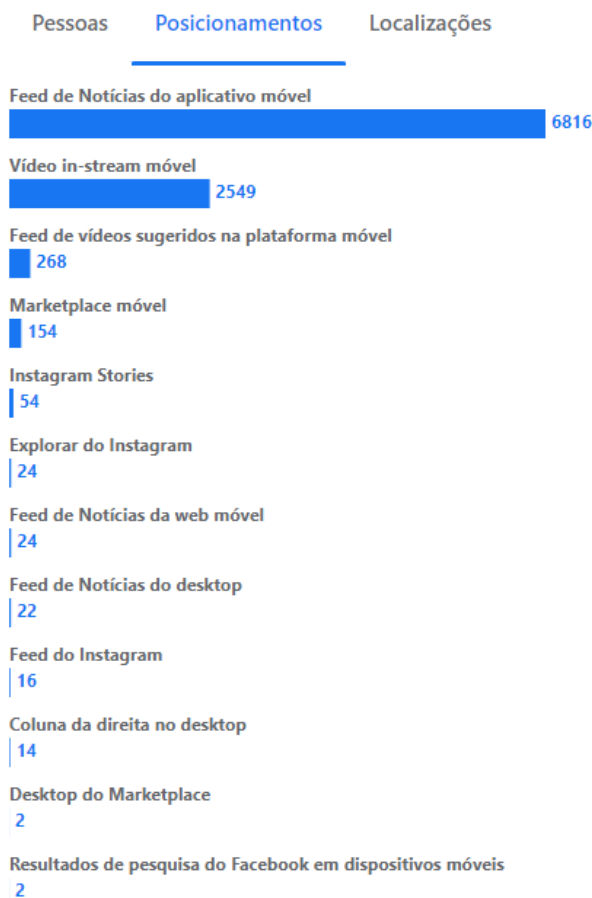 Pessoas Posicionamentos Localizações
Feed de Notícias do aplicativo móvel
6816
Vídeo in-stream móvel
2549
Feed de vídeos sugeridos na plataforma móvel
268
Marketplace móvel
154
Instagram Stories
54
Explorar do Instagram
24
Feed de Notícias da web móvel
24
Feed de Notícias do desktop
22
Feed do Instagram
16
Coluna da direita no desktop
14
Desktop do Marketplace
2
Resultados de pesquisa do Facebook em dispositivos móveis
2